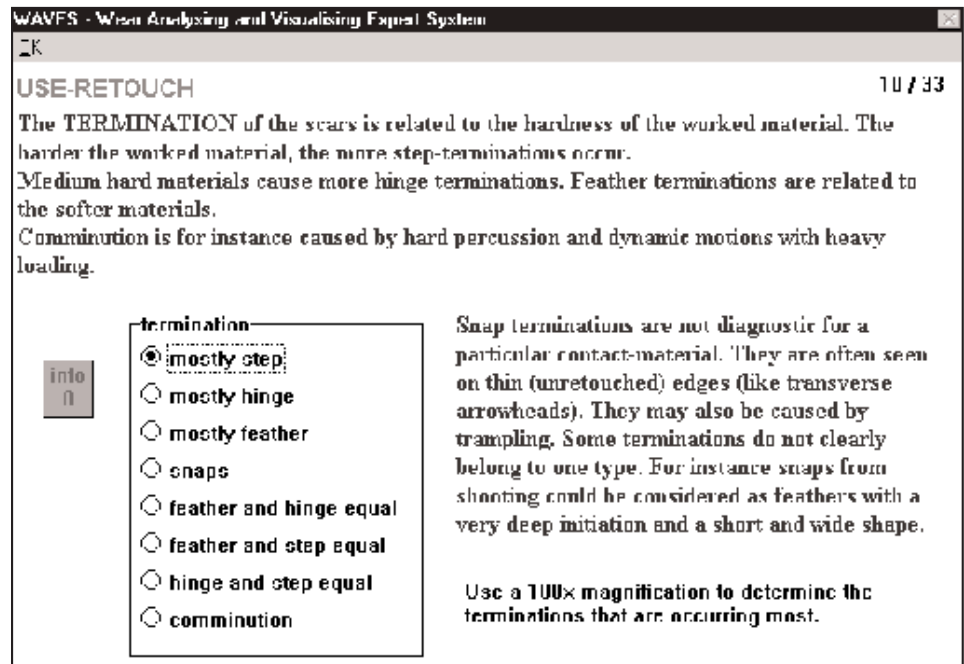 WAVES - Wear Analysing and Visualising Expert System
OK
USE-RETOUCH
10 / 33
The TERMINATION of the scars is related to the hardness of the worked material. The
harder the worked material, the more step-terminations occur.
Medium hard materials cause more hinge terminations. Feather terminations are related to
the softer materials.
Comminution is for instance caused by hard percussion and dynamic motions with heavy
loading.
info
termination
mostly step
mostly hinge
mostly feather
snaps
feather and hinge equal
feather and step equal
hinge and step equal
comminution
Snap terminations are not diagnostic for a
particular contact-material. They are often seen
on thin (unretouched) edges (like transverse
arrowheads). They may also be caused by
trampling. Some terminations do not clearly
belong to one type. For instance snaps from
shooting could be considered as feathers with a
very deep initiation and a short and wide shape.
Use a 100x magnification to determine the
terminations that are occurring most.